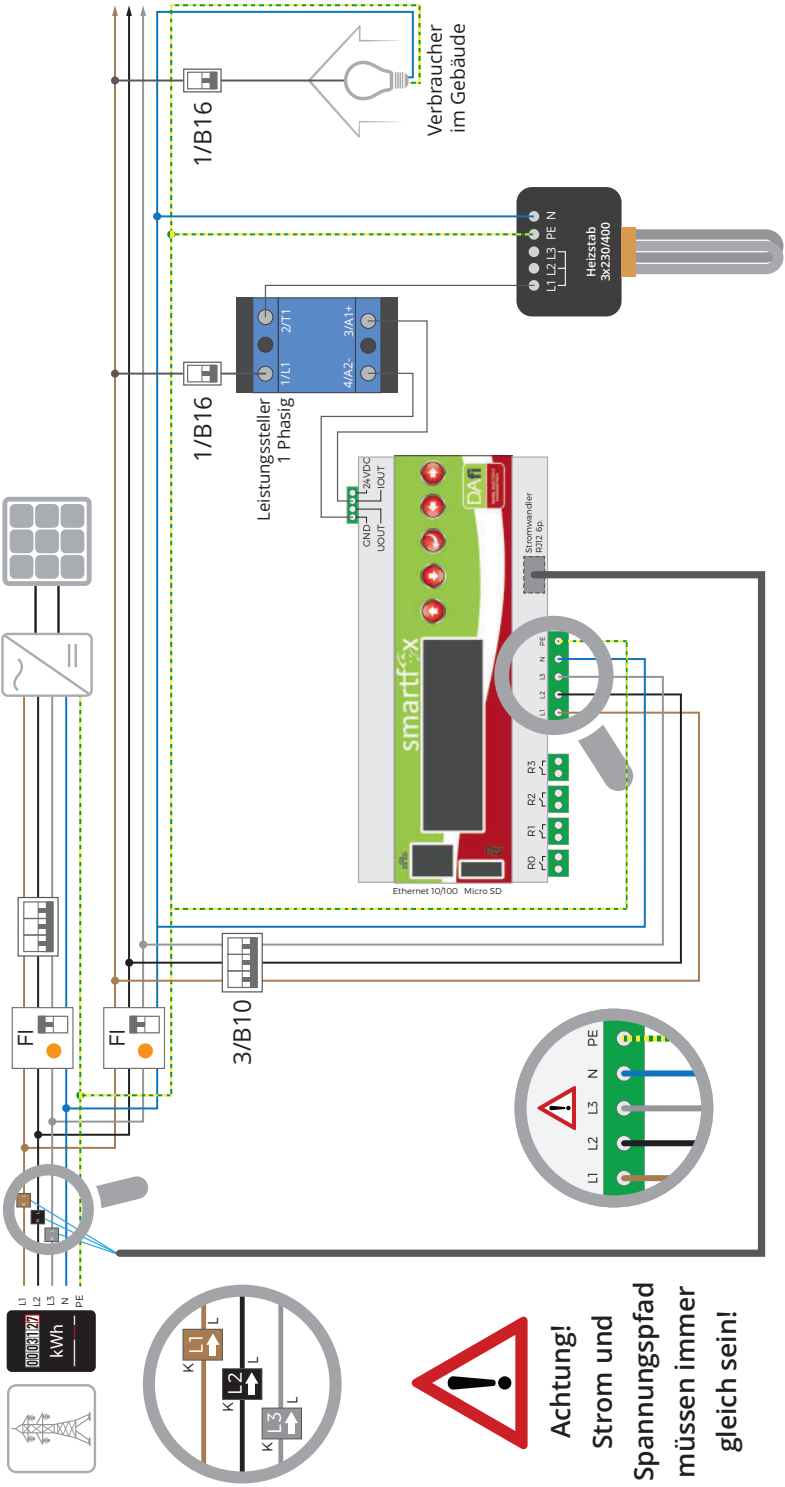 L1
L2
L3
N
PE
00031127
kWh
FI
FI
3/B10
1/B16
1/B16
Verbraucher
im Gebäude
Leistungssteller
1 Phasig
1/L1
2/T1
4/A2-
3/A1+
L1 L2 L3 PE N
Heizstab
3x230/400
GND
UOUT
24VDC
IOUT
smartfox
DAfi
Ethernet 10/100
Micro SD
R0
R1
R2
R3
L1
L2
L3
N
PE
Stromwandler
RJ12 6p.
K
L1
L
K
L2
L
K
L3
L
L1
L2
L3
N
PE
Achtung!
Strom und
Spannungspfad
müssen immer
gleich sein!